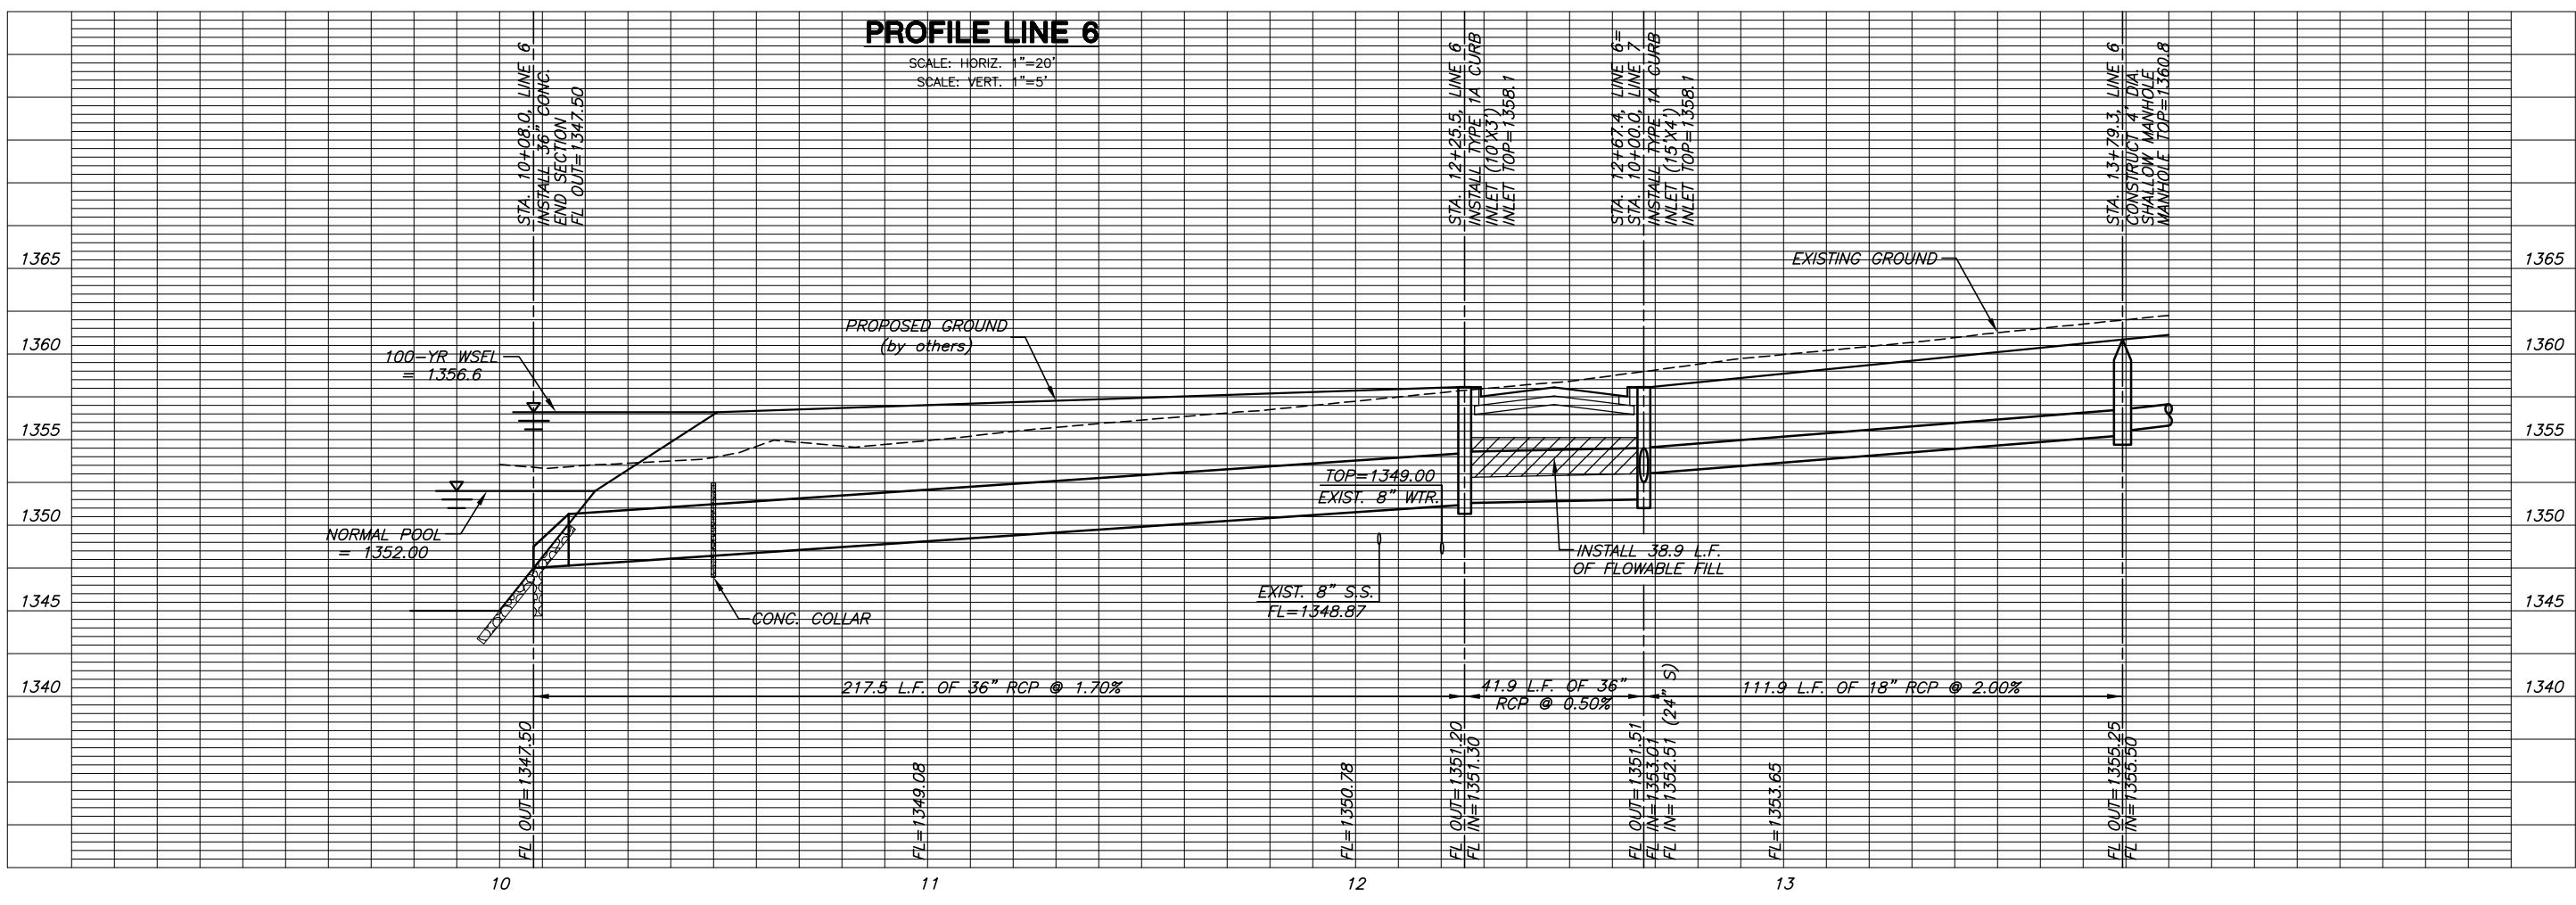 PROFILE LINE 6
SCALE: HORIZ. 1"=20'
SCALE: VERT. 1"=5'
STA. 10+08.0, LINE 6
INSTALL 36" CONC.
END SECTION
FL OUT=1347.50
STA. 12+25.5, LINE 6
INSTALL TYPE 1A CURB
INLET (10'X3')
INLET TOP=1358.1
STA. 12+67.4, LINE 6=
STA. 10+00.0, LINE 7
INSTALL TYPE 1A CURB
INLET (15'X4')
INLET TOP=1358.1
STA. 13+79.3, LINE 6
CONSTRUCT 4' DIA.
SHALLOW MANHOLE
MANHOLE TOP=1360.8
1365
EXISTING GROUND
1365
PROPOSED GROUND
(by others)
1360
1360
100-YR WSEL
= 1356.6
1355
1355
TOP=1349.00
EXIST. 8" WTR.
1350
1350
NORMAL POOL
= 1352.00
INSTALL 38.9 L.F.
OF FLOWABLE FILL
EXIST. 8" S.S.
FL=1348.87
1345
1345
CONC. COLLAR
1340
217.5 L.F. OF 36" RCP @ 1.70%
41.9 L.F. OF 36"
RCP @ 0.50%
111.9 L.F. OF 18" RCP @ 2.00%
1340
FL OUT=1347.50
FL=1349.08
FL=1350.78
FL OUT=1351.20
FL IN=1351.30
FL OUT=1351.51
FL IN=1353.01
FL IN=1352.51 (24" S)
FL=1353.65
FL OUT=1355.25
FL IN=1355.50
10
11
12
13